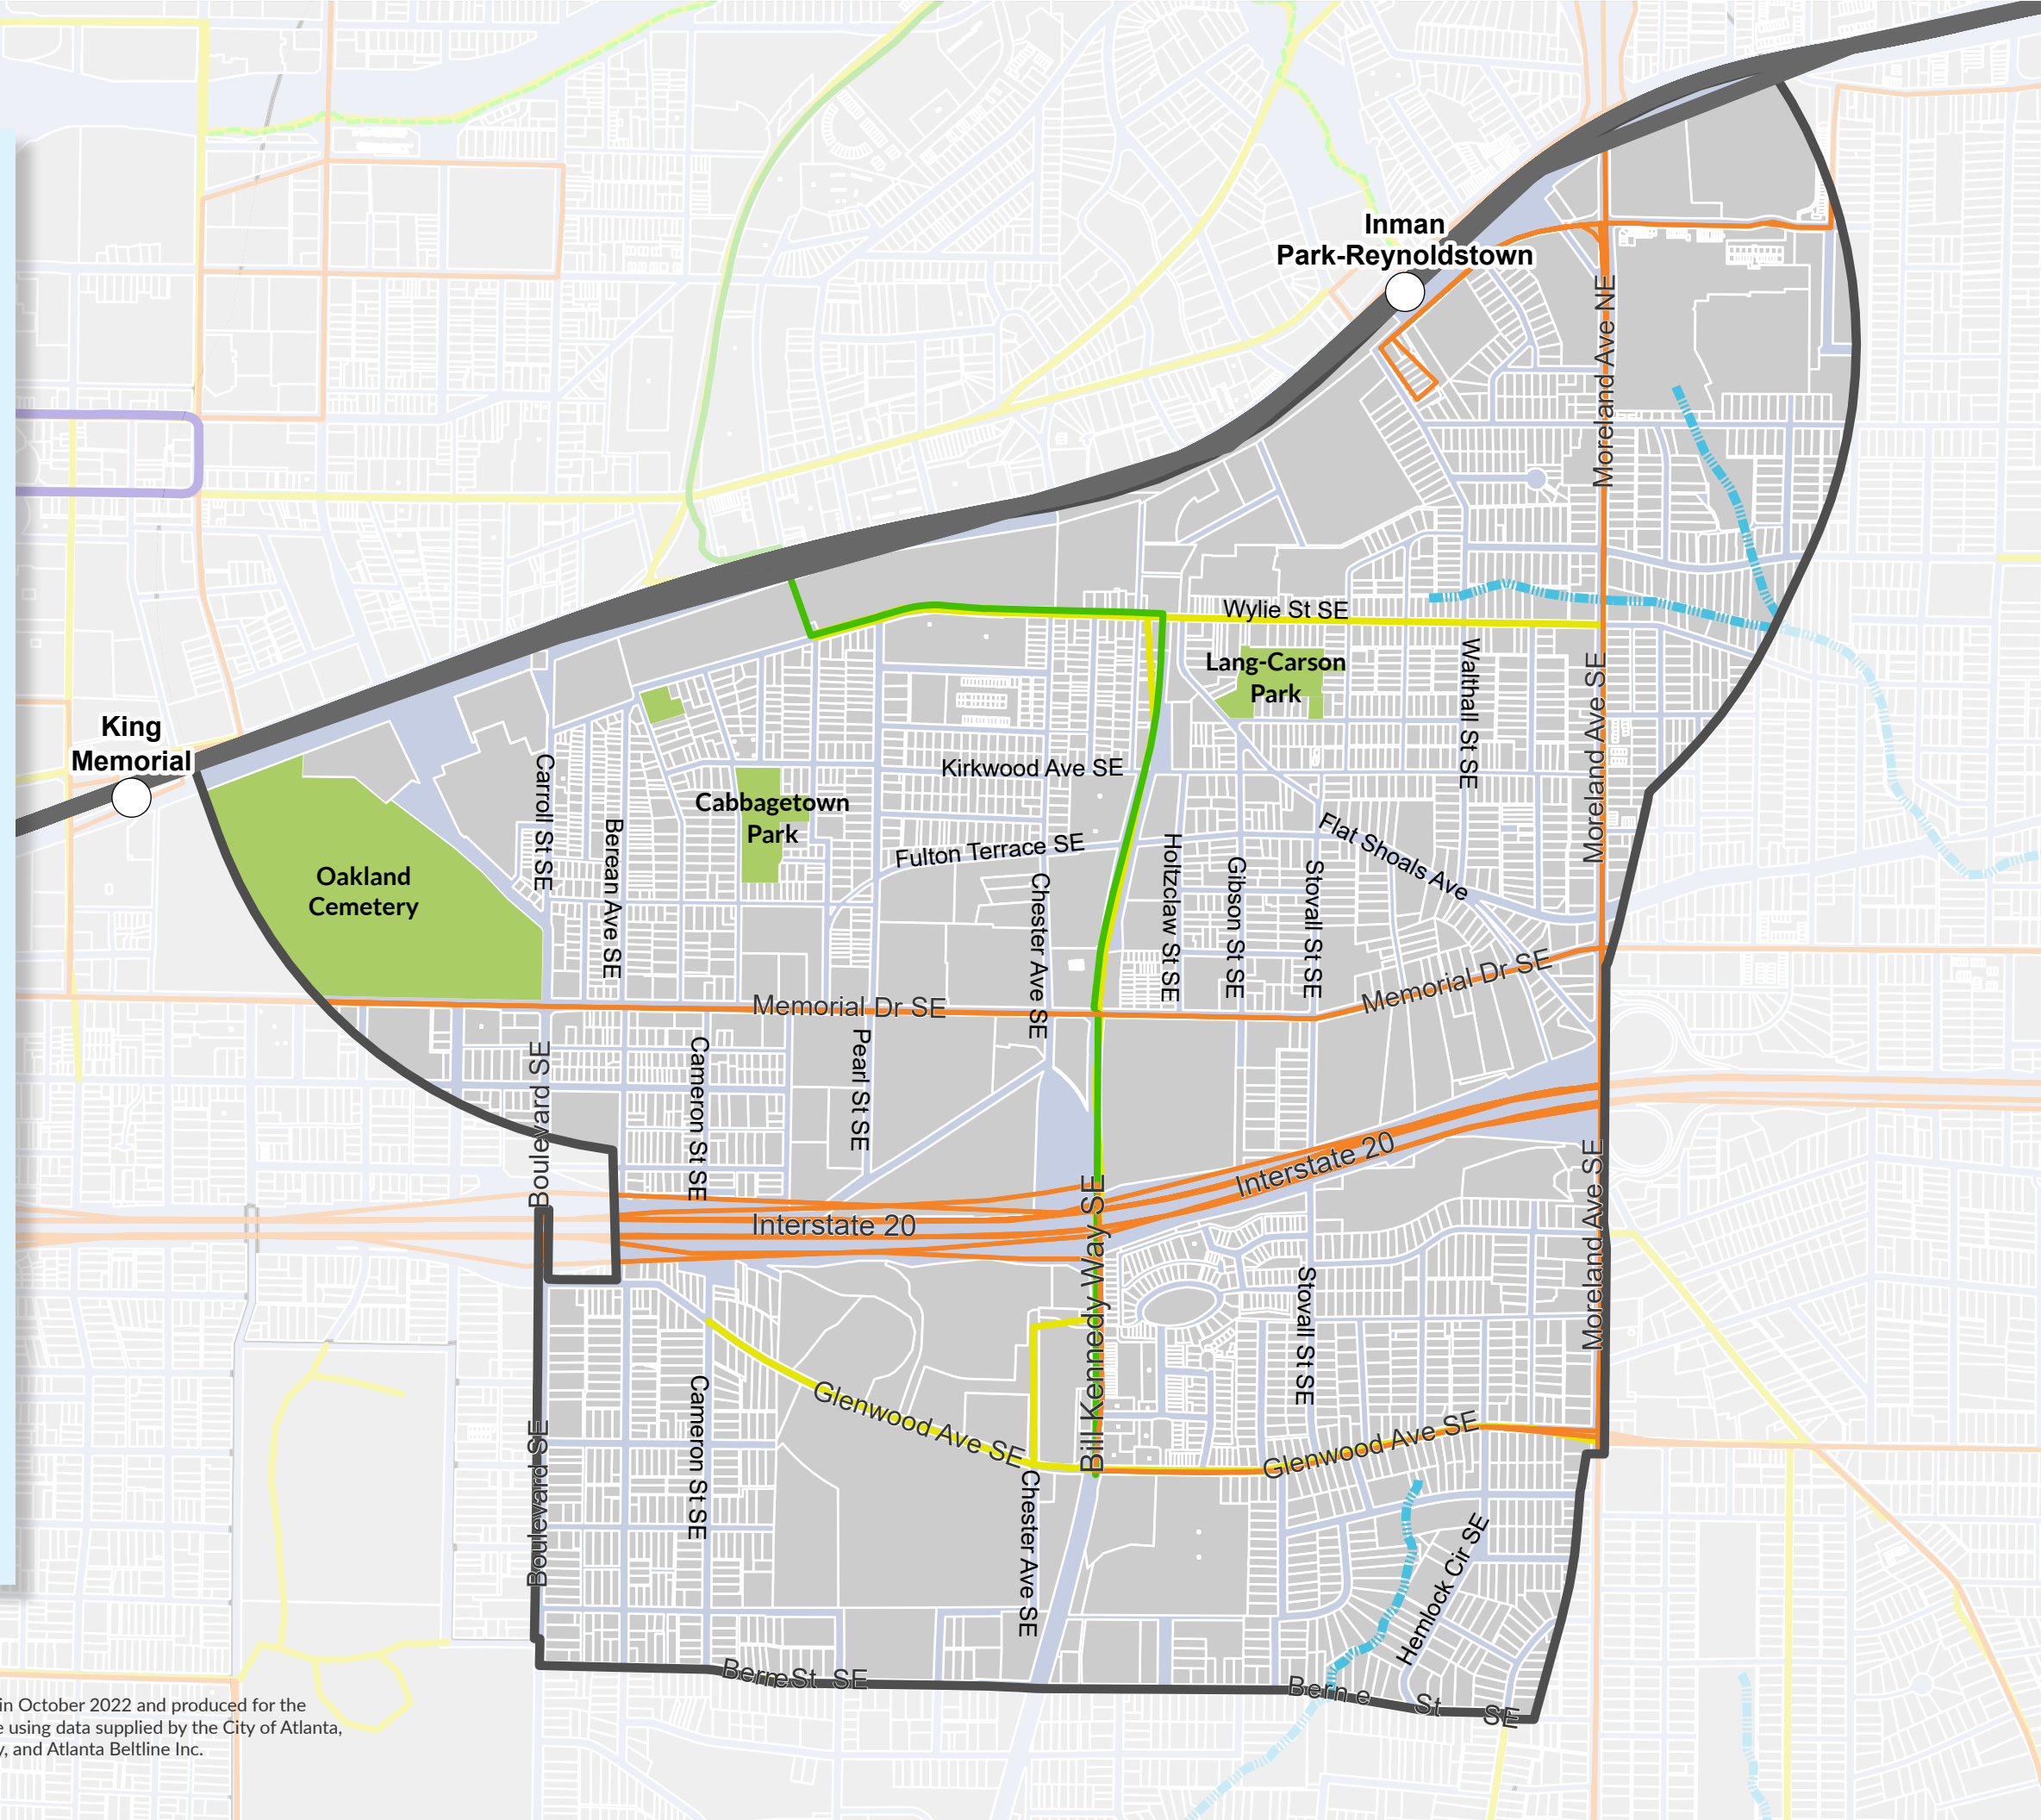 Inman
Park-Reynoldstown
Moreland Ave NE
Wylie St SE
Lang-Carson
Park
Walthall St SE
Moreland Ave SE
King
Memorial
Carroll St SE
Kirkwood Ave SE
Cabbagetown
Park
Berean Ave SE
Fulton Terrace SE
Flat Shoals Ave
Holtzclaw St SE
Gibson St SE
Stovall St SE
Oakland
Cemetery
Chester Ave SE
Memorial Dr SE
Memorial Dr SE
Boulevard SE
Cameron St SE
Pearl St SE
Interstate 20
Interstate 20
Bill Kennedy Way SE
Moreland Ave SE
Stovall St SE
Glenwood Ave SE
Glenwood Ave SE
Cameron St SE
Boulevard SE
Chester Ave SE
Hemlock Cir SE
Berne St SE
Berne St SE
in October 2022 and produced for the
e using data supplied by the City of Atlanta,
y, and Atlanta Beltline Inc.